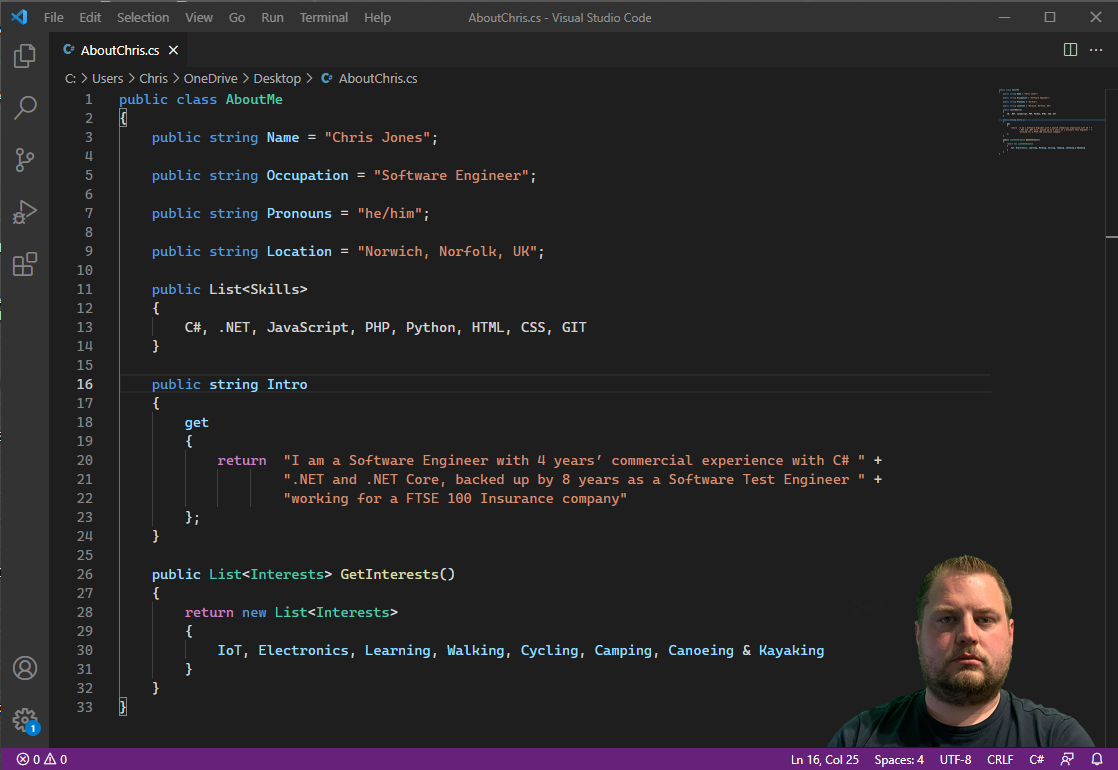 File Edit Selection View Go Run Terminal Help AboutChris.cs - Visual Studio Code
C# AboutChris.cs
C: > Users > Chris > OneDrive > Desktop > C# AboutChris.cs
1 public class AboutMe
2 {
3 public string Name = "Chris Jones";
4
5 public string Occupation = "Software Engineer";
6
7 public string Pronouns = "he/him";
8
9 public string Location = "Norwich, Norfolk, UK";
10
11 public List<Skills>
12 {
13 C#, .NET, JavaScript, PHP, Python, HTML, CSS, GIT
14 }
15
16 public string Intro
17 {
18 get
19 {
20 return "I am a Software Engineer with 4 years’ commercial experience with C# " +
21 ".NET and .NET Core, backed up by 8 years as a Software Test Engineer " +
22 "working for a FTSE 100 Insurance company"
23 };
24 }
25
26 public List<Interests> GetInterests()
27 {
28 return new List<Interests>
29 {
30 IoT, Electronics, Learning, Walking, Cycling, Camping, Canoeing & Kayaking
31 }
32 }
33 }
1
0 0 Ln 16, Col 25 Spaces: 4 UTF-8 CRLF C#